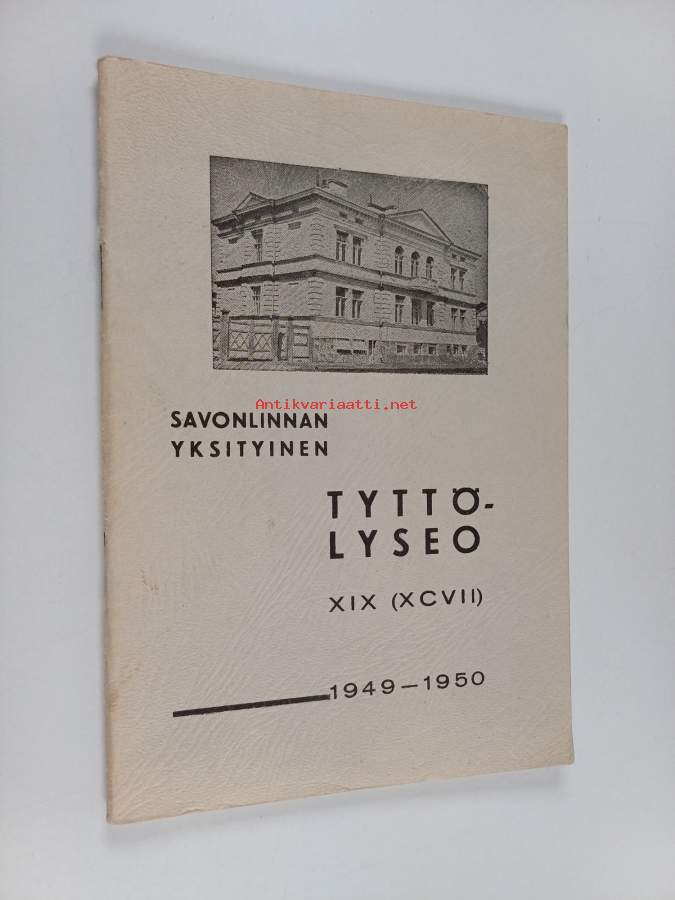 Antikvariaatti.net
SAVONLINNAN
YKSITYINEN
TYTTÖ-
LYSEO
XIX (XCVII)
1949—1950